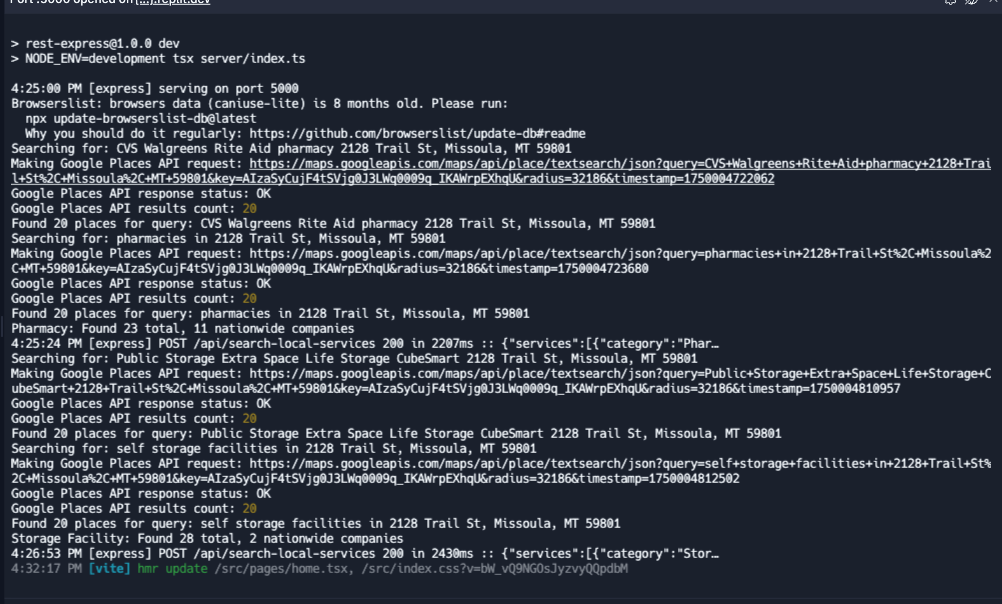 Port :5000 opened on [...].replit.dev
> rest-express@1.0.0 dev
> NODE_ENV=development tsx server/index.ts
4:25:00 PM [express] serving on port 5000
Browserslist: browsers data (caniuse-lite) is 8 months old. Please run:
npx update-browserslist-db@latest
Why you should do it regularly: https://github.com/browserslist/update-db#readme
Searching for: CVS Walgreens Rite Aid pharmacy 2128 Trail St, Missoula, MT 59801
Making Google Places API request: https://maps.googleapis.com/maps/api/place/textsearch/json?query=CVS+Walgreens+Rite+Aid+pharmacy+2128+Trai
l+St%2C+Missoula%2C+MT+59801&key=AIzaSyCujF4tSVjg0J3LWq0009q_IKAWrpEXhqU&radius=32186&timestamp=1750004722062
Google Places API response status: OK
Google Places API results count: 20
Found 20 places for query: CVS Walgreens Rite Aid pharmacy 2128 Trail St, Missoula, MT 59801
Searching for: pharmacies in 2128 Trail St, Missoula, MT 59801
Making Google Places API request: https://maps.googleapis.com/maps/api/place/textsearch/json?query=pharmacies+in+2128+Trail+St%2C+Missoula%2
C+MT+59801&key=AIzaSyCujF4tSVjg0J3LWq0009q_IKAWrpEXhqU&radius=32186&timestamp=1750004723680
Google Places API response status: OK
Google Places API results count: 20
Found 20 places for query: pharmacies in 2128 Trail St, Missoula, MT 59801
Pharmacy: Found 23 total, 11 nationwide companies
4:25:24 PM [express] POST /api/search-local-services 200 in 2207ms :: {"services":[{"category":"Phar…
Searching for: Public Storage Extra Space Life Storage CubeSmart 2128 Trail St, Missoula, MT 59801
Making Google Places API request: https://maps.googleapis.com/maps/api/place/textsearch/json?query=Public+Storage+Extra+Space+Life+Storage+C
ubeSmart+2128+Trail+St%2C+Missoula%2C+MT+59801&key=AIzaSyCujF4tSVjg0J3LWq0009q_IKAWrpEXhqU&radius=32186&timestamp=1750004810957
Google Places API response status: OK
Google Places API results count: 20
Found 20 places for query: Public Storage Extra Space Life Storage CubeSmart 2128 Trail St, Missoula, MT 59801
Searching for: self storage facilities in 2128 Trail St, Missoula, MT 59801
Making Google Places API request: https://maps.googleapis.com/maps/api/place/textsearch/json?query=self+storage+facilities+in+2128+Trail+St%
2C+Missoula%2C+MT+59801&key=AIzaSyCujF4tSVjg0J3LWq0009q_IKAWrpEXhqU&radius=32186&timestamp=1750004812502
Google Places API response status: OK
Google Places API results count: 20
Found 20 places for query: self storage facilities in 2128 Trail St, Missoula, MT 59801
Storage Facility: Found 28 total, 2 nationwide companies
4:26:53 PM [express] POST /api/search-local-services 200 in 2430ms :: {"services":[{"category":"Stor…
4:32:17 PM [vite] hmr update /src/pages/home.tsx, /src/index.css?v=bW_vQ9NGOsJyzvyQQpdbM